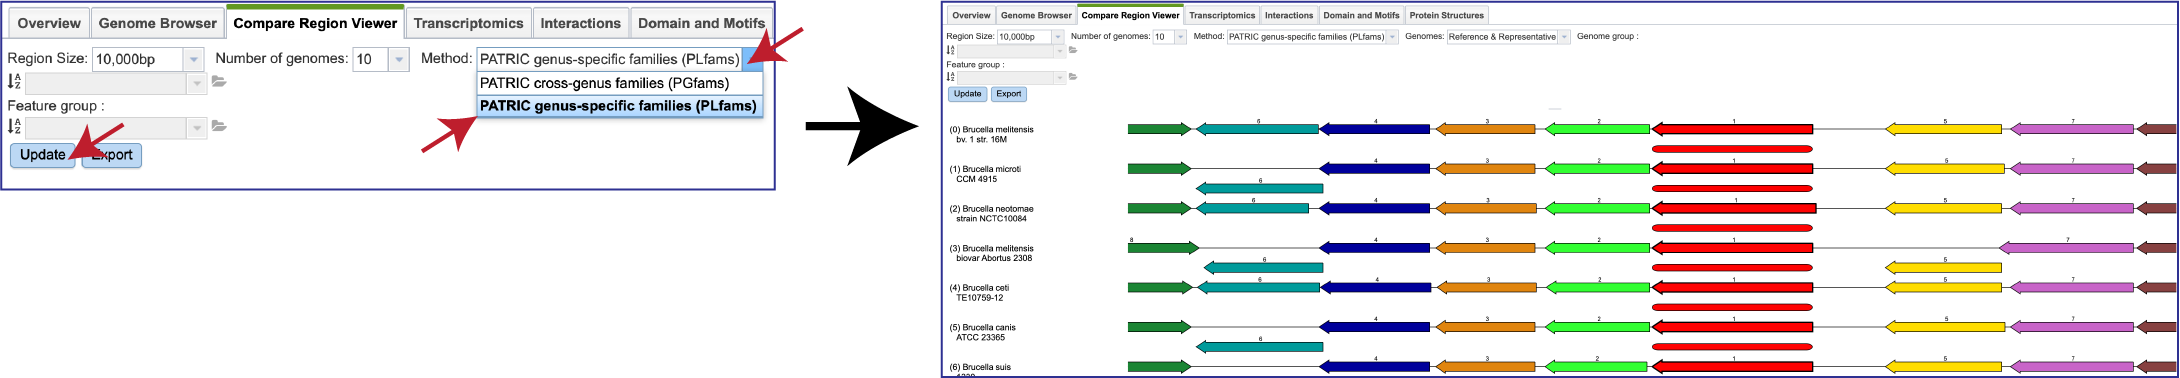 Overview Genome Browser Compare Region Viewer Transcriptomics Interactions Domain and Motifs
Region Size: 10,000bp Number of genomes: 10 Method: PATRIC genus-specific families (PLfams)
PATRIC cross-genus families (PGfams)
PATRIC genus-specific families (PLfams)
A Z
Feature group :
A Z
Update Export
Overview Genome Browser Compare Region Viewer Transcriptomics Interactions Domain and Motifs Protein Structures
Region Size: 10,000bp Number of genomes: 10 Method: PATRIC genus-specific families (PLfams) Genomes: Reference & Representative Genome group :
A Z
Feature group :
A Z
Update Export
(0) Brucella melitensis
bv. 1 str. 16M
6 4 3 2 1 5 7
(1) Brucella microti
CCM 4915
4 3 2 1 5 7
6
(2) Brucella neotomae
strain NCTC10084
6 4 3 2 1 5 7
(3) Brucella melitensis
biovar Abortus 2308
8 4 3 2 1 7
6 5
(4) Brucella ceti
TE10759-12
6 4 3 2 1 5 7
(5) Brucella canis
ATCC 23365
4 3 2 1 5 7
6
(6) Brucella suis
4 3 2 1 5 7